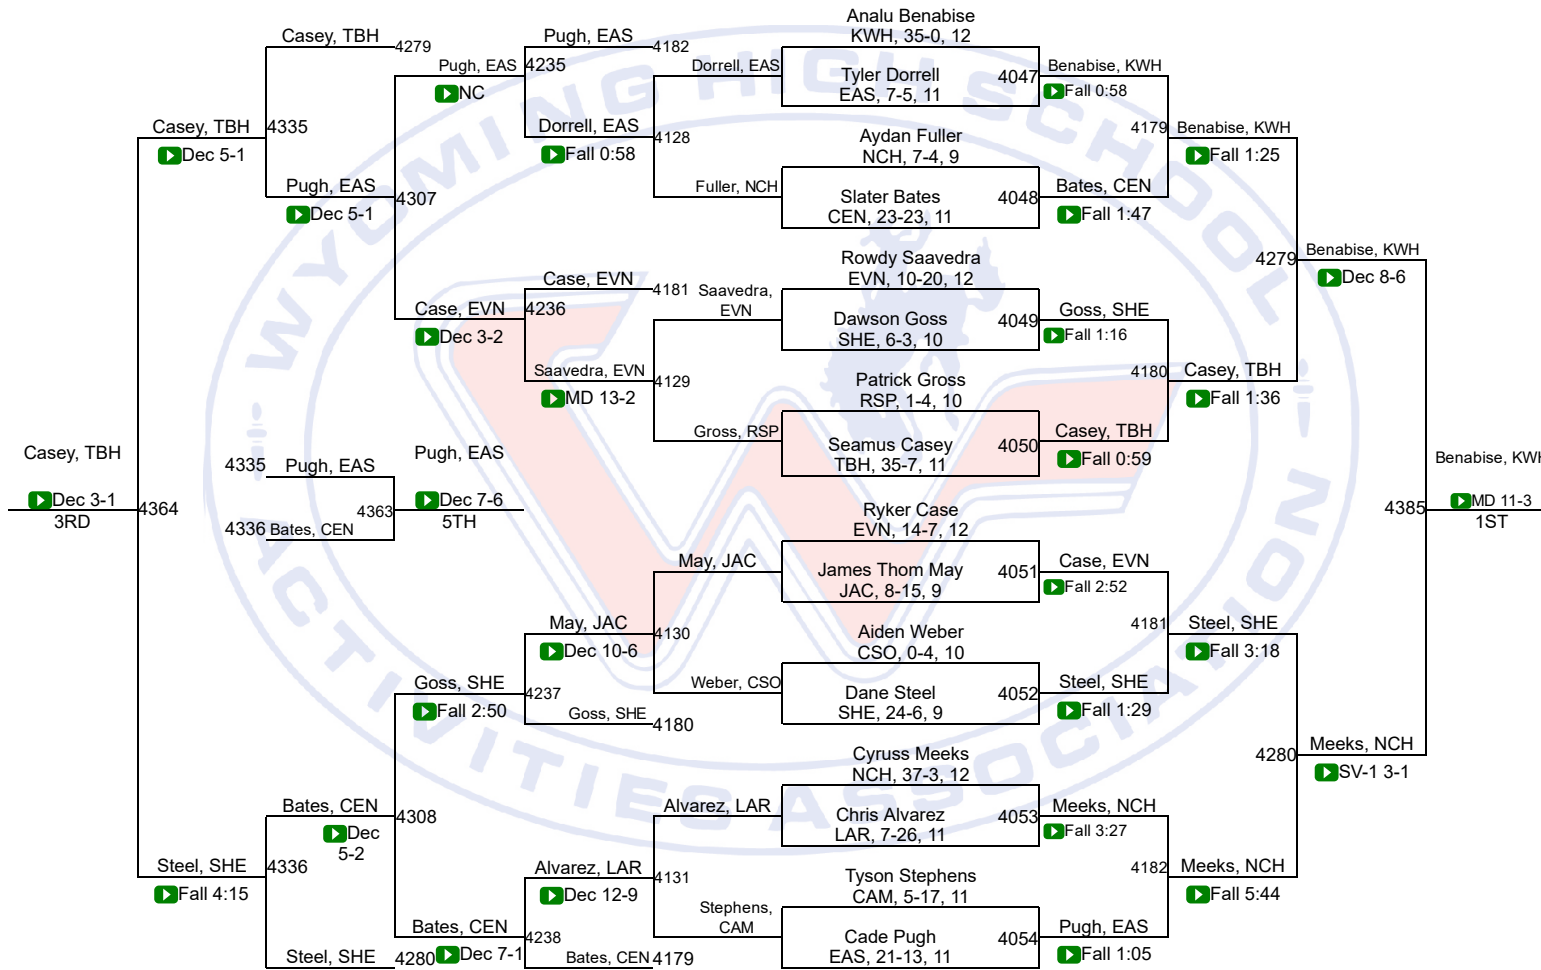 WYOMING HIGH SCHOOL
ACTIVITIES ASSOCIATION
Casey, TBH
4279
Pugh, EAS
4235
NC
Pugh, EAS
4182
Dorrell, EAS
Analu Benabise
KWH, 35-0, 12
Tyler Dorrell
EAS, 7-5, 11
4047
Benabise, KWH
Fall 0:58
Casey, TBH
Dec 5-1
4335
Dorrell, EAS
Fall 0:58
4128
Aydan Fuller
NCH, 7-4, 9
4179
Benabise, KWH
Fall 1:25
Pugh, EAS
Dec 5-1
4307
Fuller, NCH
Slater Bates
CEN, 23-23, 11
4048
Bates, CEN
Fall 1:47
Case, EVN
Dec 3-2
Case, EVN
4236
4181
Saavedra,
EVN
Rowdy Saavedra
EVN, 10-20, 12
Dawson Goss
SHE, 6-3, 10
4049
Goss, SHE
Fall 1:16
4279
Benabise, KWH
Dec 8-6
Saavedra, EVN
MD 13-2
4129
Patrick Gross
RSP, 1-4, 10
4180
Casey, TBH
Fall 1:36
Gross, RSP
Seamus Casey
TBH, 35-7, 11
4050
Casey, TBH
Fall 0:59
Casey, TBH
Dec 3-1
3RD
4364
4335
Pugh, EAS
4336
Bates, CEN
4363
Pugh, EAS
Dec 7-6
5TH
4385
Benabise, KWH
MD 11-3
1ST
Ryker Case
EVN, 14-7, 12
May, JAC
James Thom May
JAC, 8-15, 9
4051
Case, EVN
Fall 2:52
May, JAC
Dec 10-6
4130
Aiden Weber
CSO, 0-4, 10
4181
Steel, SHE
Fall 3:18
Goss, SHE
Fall 2:50
4237
Goss, SHE
4180
Weber, CSO
Dane Steel
SHE, 24-6, 9
4052
Steel, SHE
Fall 1:29
4280
Meeks, NCH
SV-1 3-1
Bates, CEN
Dec
5-2
4308
Alvarez, LAR
Cyruss Meeks
NCH, 37-3, 12
Chris Alvarez
LAR, 7-26, 11
4053
Meeks, NCH
Fall 3:27
Steel, SHE
Fall 4:15
4336
Alvarez, LAR
Dec 12-9
4131
Tyson Stephens
CAM, 5-17, 11
4182
Meeks, NCH
Fall 5:44
Steel, SHE
4280
Bates, CEN
Dec 7-1
4238
Bates, CEN
4179
Stephens,
CAM
Cade Pugh
EAS, 21-13, 11
4054
Pugh, EAS
Fall 1:05